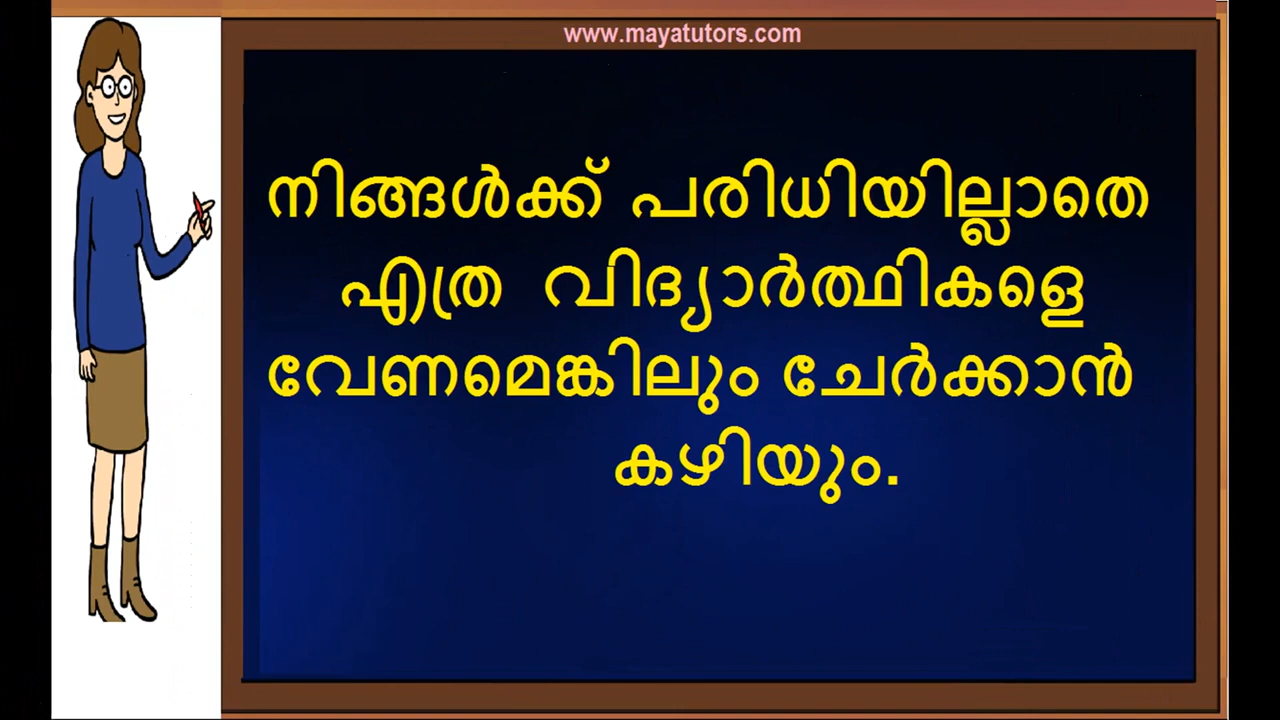 www.mayatutors.com
നിങ്ങൾക്ക് പരിധിയില്ലാതെ
എത്ര വിദ്യാർത്ഥികളെ
വേണമെങ്കിലും ചേർക്കാൻ
കഴിയും.